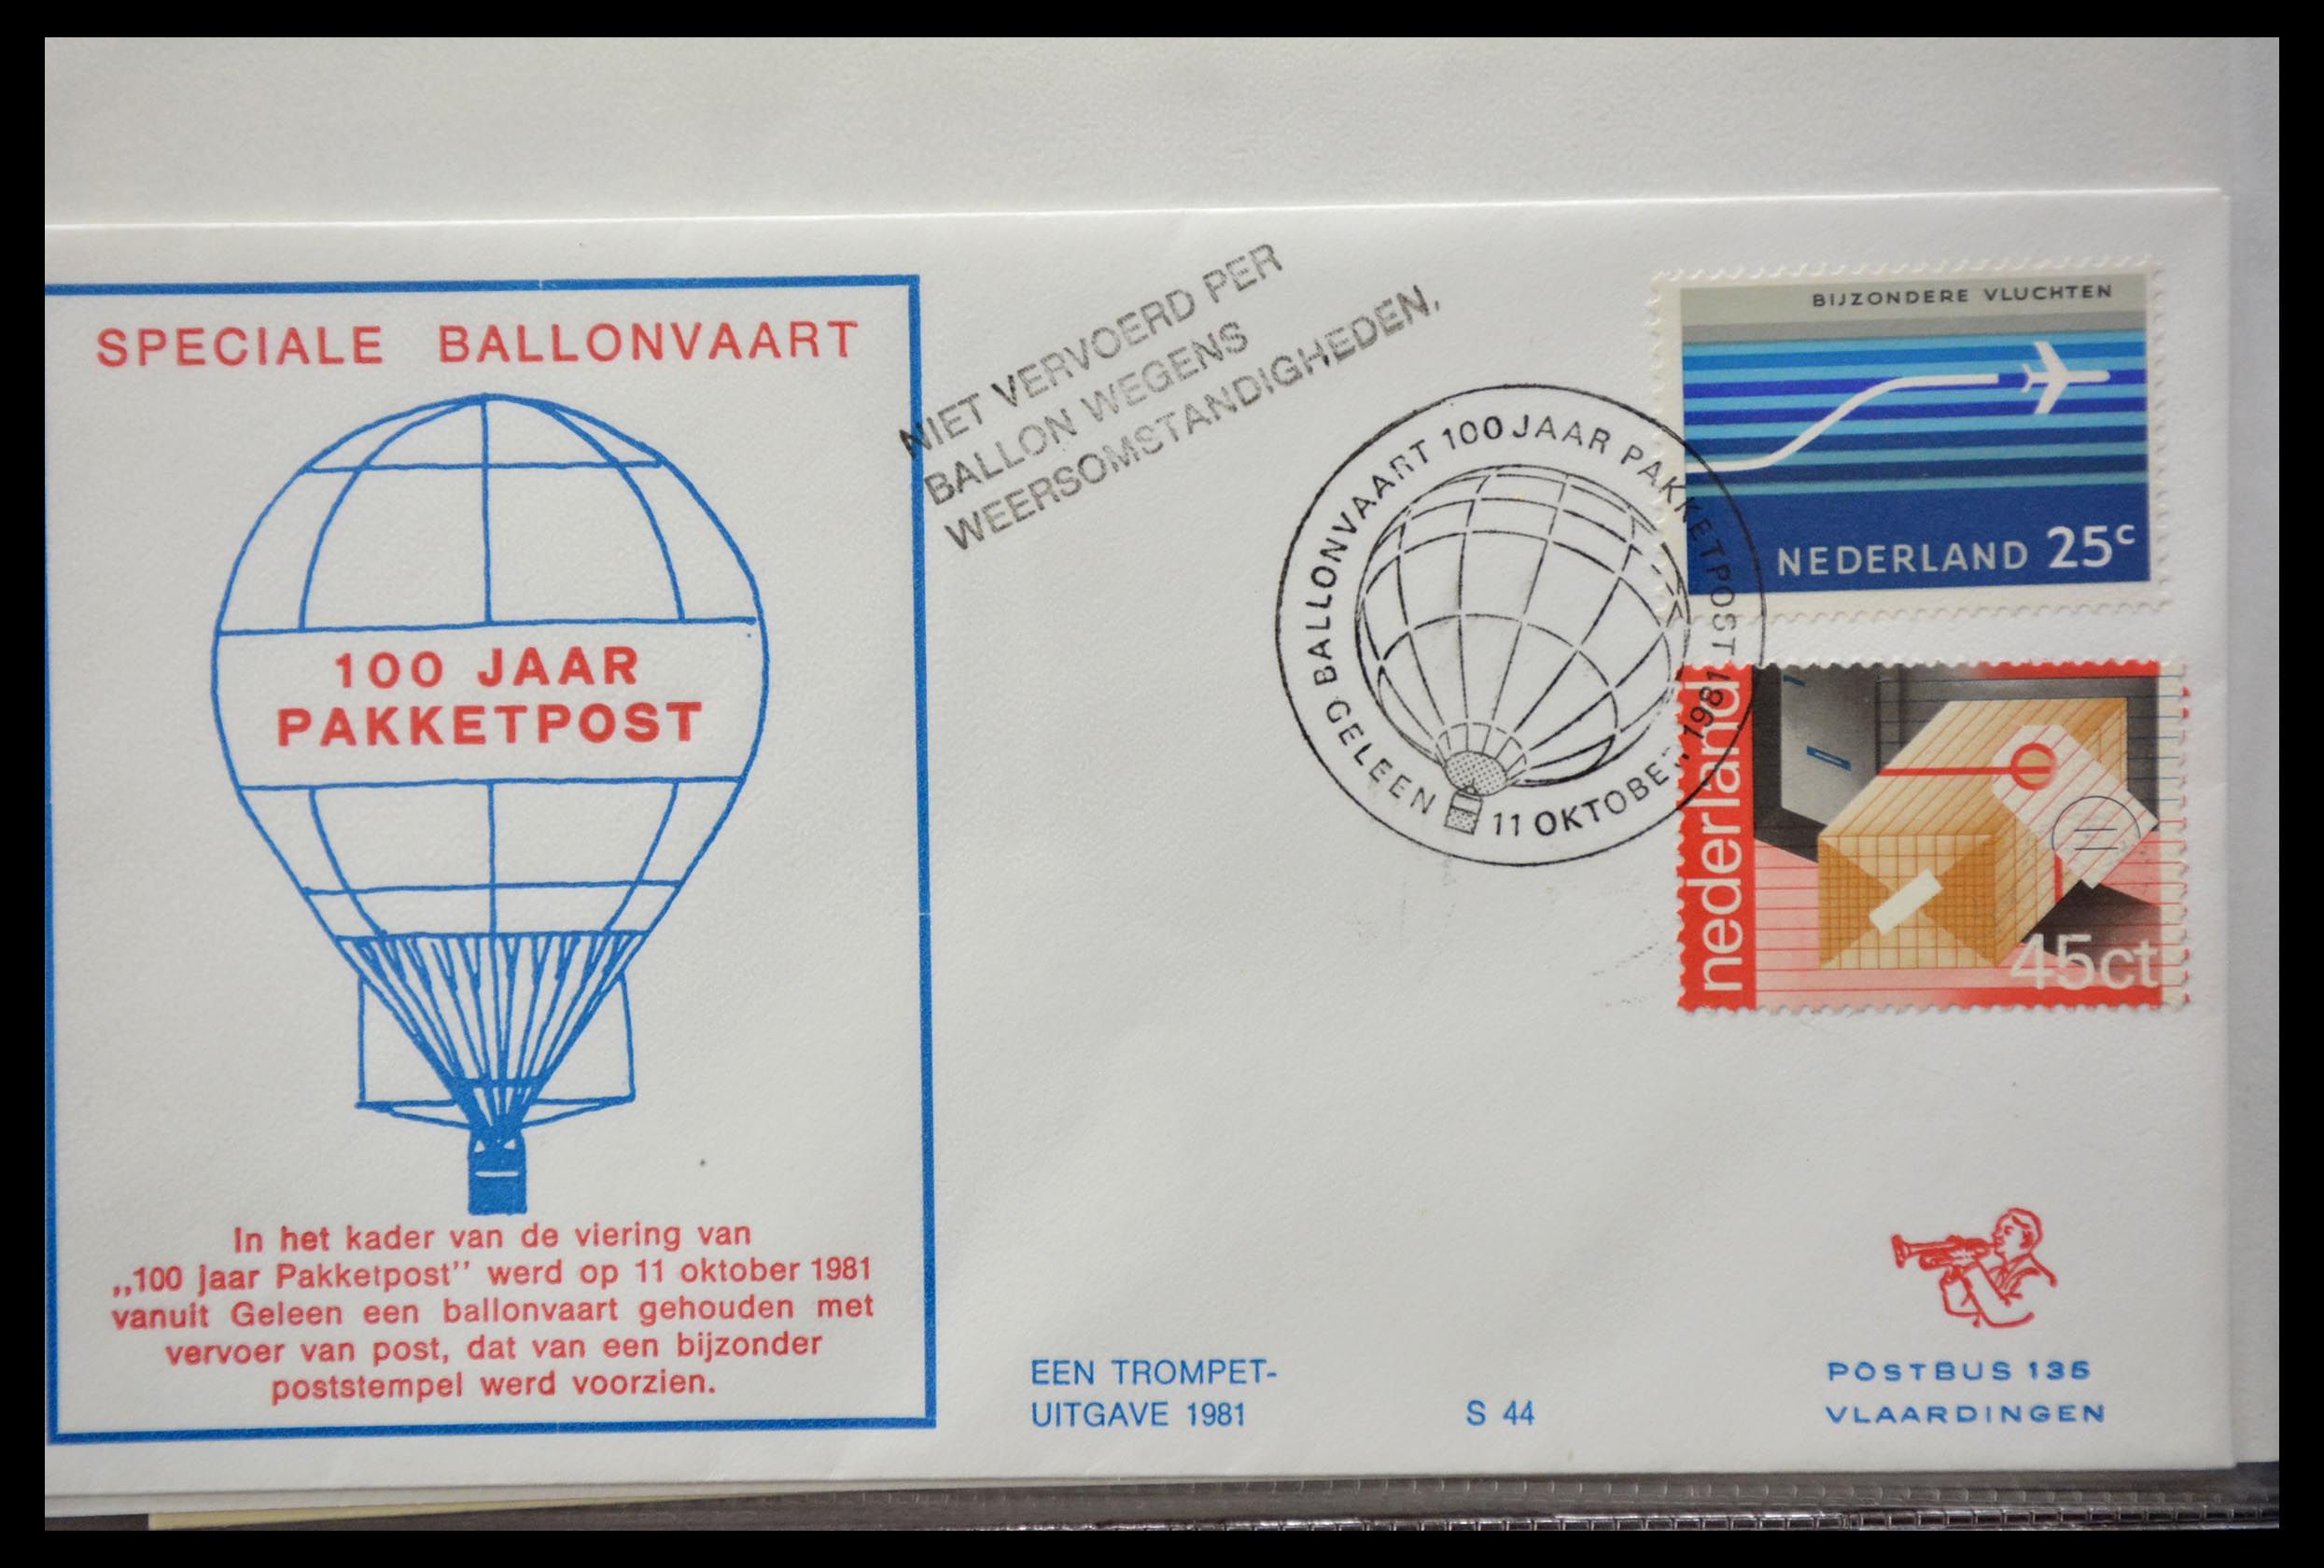 SPECIALE BALLONVAART
100 JAAR
PAKKETPOST
In het kader van de viering van
„100 jaar Pakketpost” werd op 11 oktober 1981
vanuit Geleen een ballonvaart gehouden met
vervoer van post, dat van een bijzonder
poststempel werd voorzien.
NIET VERVOERD PER
BALLON WEGENS
WEERSOMSTANDIGHEDEN.
GELEEN BALLONVAART 100 JAAR PAKKETPOST
11 OKTOBER 1981
BIJZONDERE VLUCHTEN
NEDERLAND 25c
nederland
45ct
EEN TROMPET-
UITGAVE 1981
S 44
POSTBUS 135
VLAARDINGEN